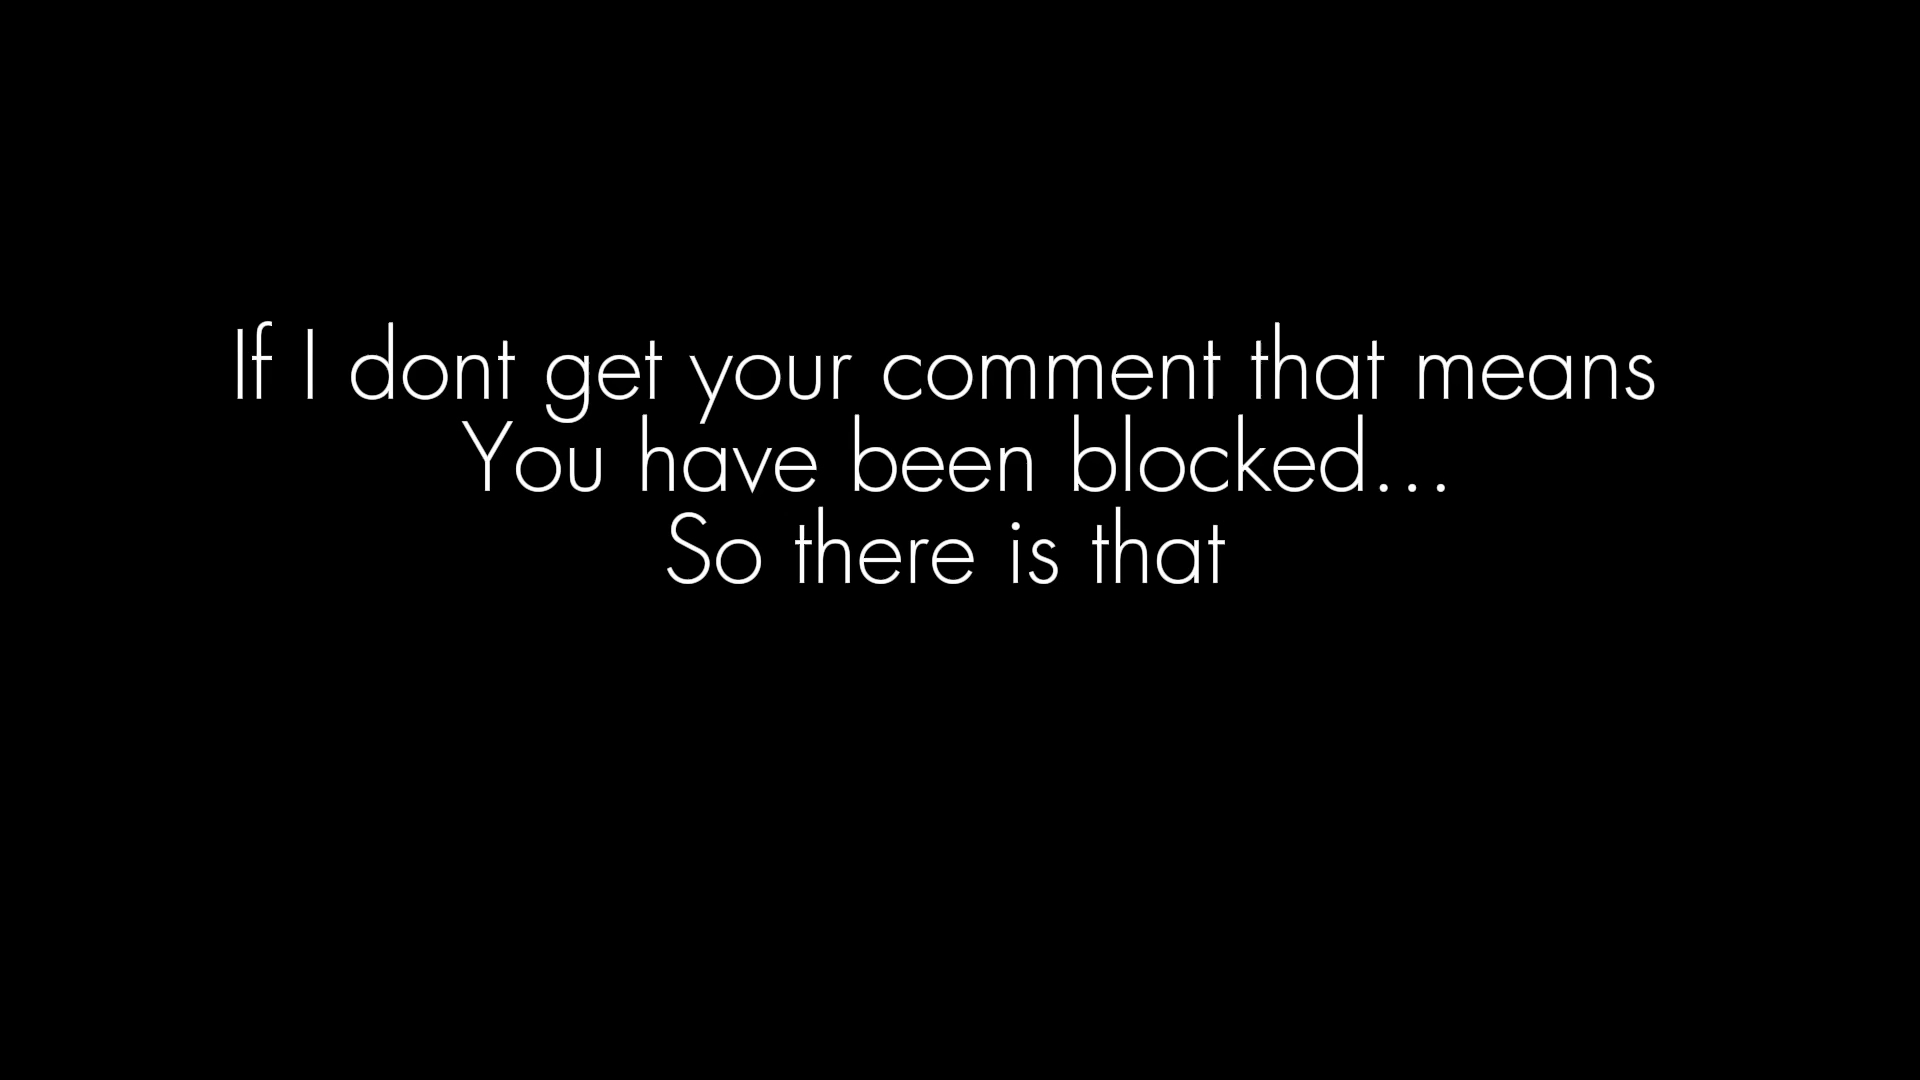 If I dont get your comment that means
You have been blocked...
So there is that